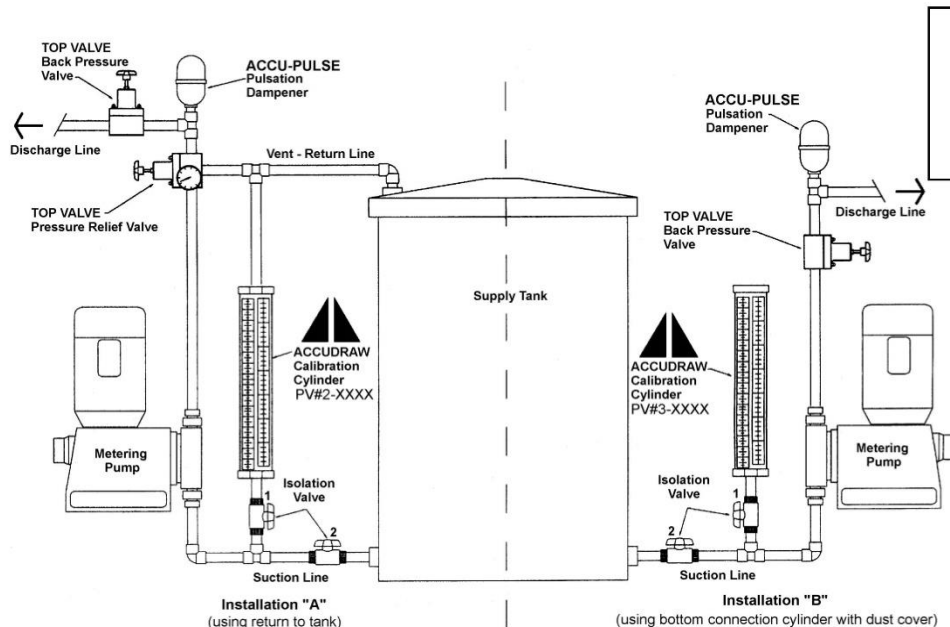 TOP VALVE
Back Pressure
Valve
ACCU-PULSE
Pulsation
Dampener
Discharge Line
Vent - Return Line
TOP VALVE
Pressure Relief Valve
ACCUDRAW
Calibration
Cylinder
PV#2-XXXX
Metering
Pump
Isolation
Valve
1
2
Suction Line
Installation "A"
(using return to tank)
Supply Tank
ACCU-PULSE
Pulsation
Dampener
Discharge Line
TOP VALVE
Back Pressure
Valve
ACCUDRAW
Calibration
Cylinder
PV#3-XXXX
Metering
Pump
Isolation
Valve
1
2
Suction Line
Installation "B"
(using bottom connection cylinder with dust cover)